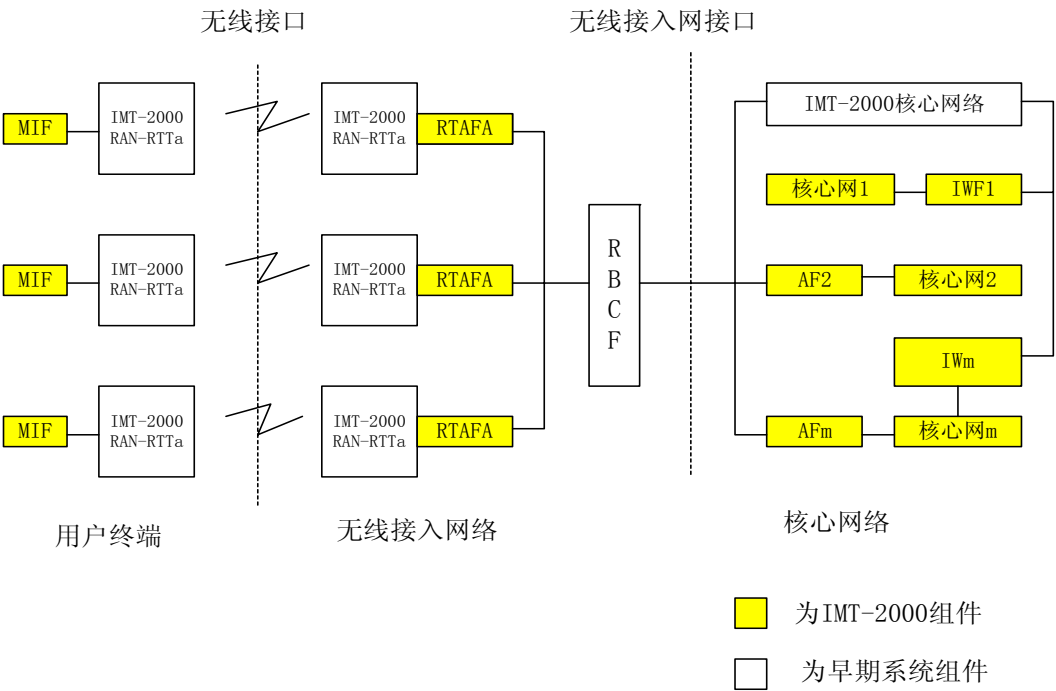 无线接口
无线接入网接口
MIF
IMT-2000
RAN-RTTa
IMT-2000
RAN-RTTa
RTAFA
IMT-2000核心网络
核心网1
IWF1
MIF
IMT-2000
RAN-RTTa
IMT-2000
RAN-RTTa
RTAFA
R
B
C
F
AF2
核心网2
IWm
MIF
IMT-2000
RAN-RTTa
IMT-2000
RAN-RTTa
RTAFA
AFm
核心网m
用户终端
无线接入网络
核心网络
为IMT-2000组件
为早期系统组件